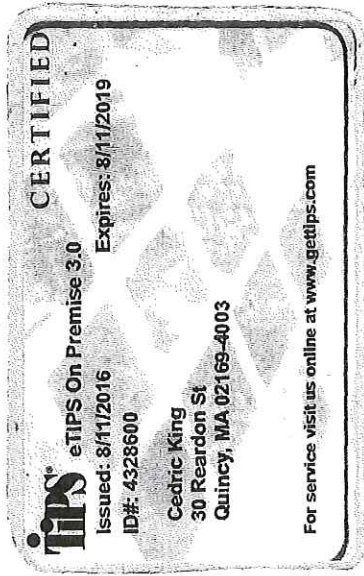 TIPS® CERTIFIED
eTIPS On Premise 3.0
Issued: 8/11/2016 Expires: 8/11/2019
ID#: 4328600
Cedric King
30 Reardon St
Quincy, MA 02169-4003
For service visit us online at www.gettips.com